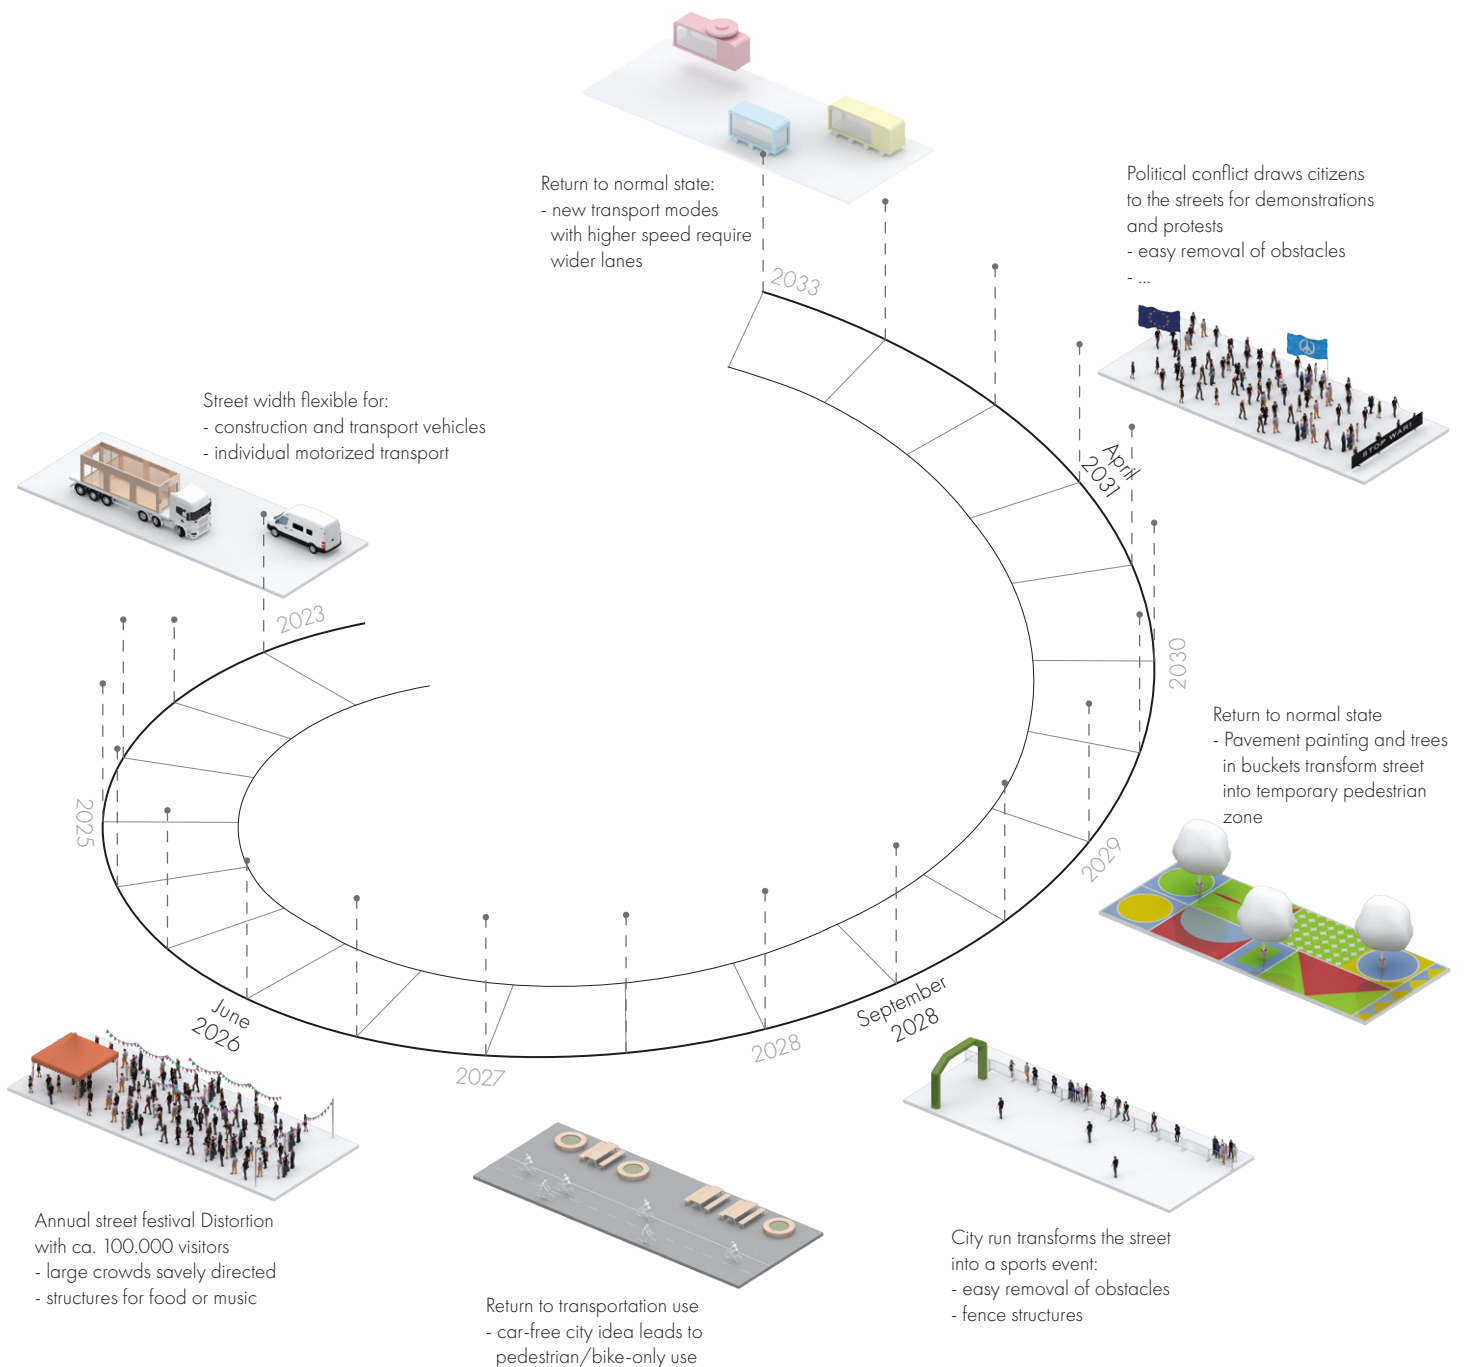 Return to normal state:
- new transport modes
with higher speed require
wider lanes
Political conflict draws citizens
to the streets for demonstrations
and protests
- easy removal of obstacles
- ...
STOP WAR!
2033
Street width flexible for:
- construction and transport vehicles
- individual motorized transport
April
2031
2023
2030
Return to normal state
- Pavement painting and trees
in buckets transform street
into temporary pedestrian
zone
2025
2029
June
2026
September
2028
2028
2027
Annual street festival Distortion
with ca. 100.000 visitors
- large crowds savely directed
- structures for food or music
Return to transportation use
- car-free city idea leads to
pedestrian/bike-only use
City run transforms the street
into a sports event:
- easy removal of obstacles
- fence structures